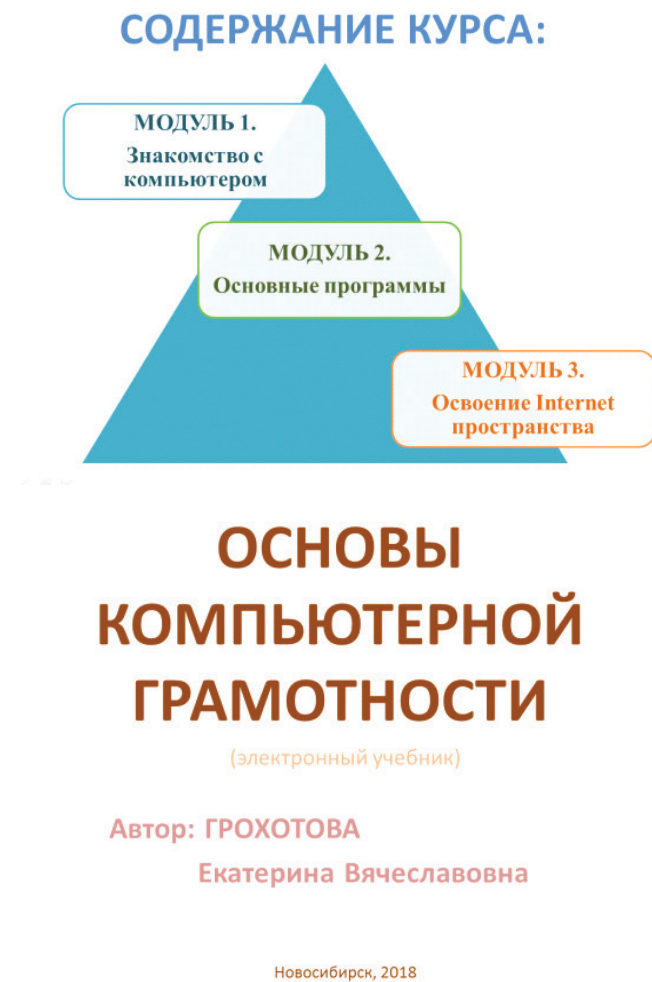 СОДЕРЖАНИЕ КУРСА:
МОДУЛЬ 1.
Знакомство с
компьютером
МОДУЛЬ 2.
Основные программы
МОДУЛЬ 3.
Освоение Internet
пространства
ОСНОВЫ
КОМПЬЮТЕРНОЙ
ГРАМОТНОСТИ
(электронный учебник)
Автор: ГРОХОТОВА
Екатерина Вячеславовна
Новосибирск, 2018